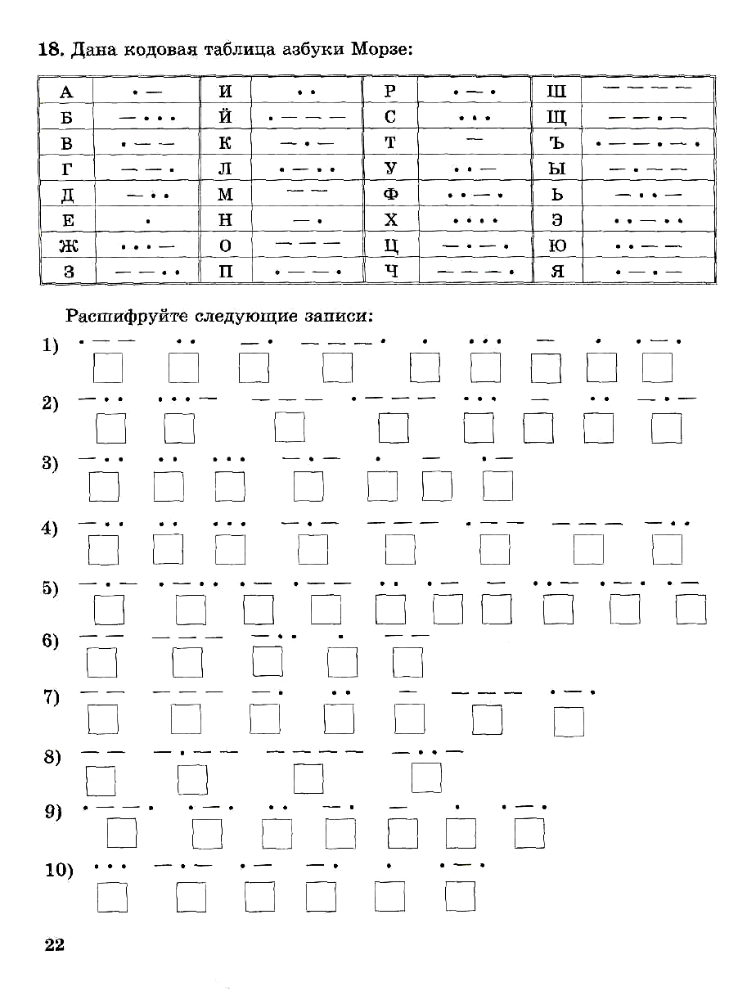 18. Дана кодовая таблица азбуки Морзе:
А • — И • • Р • — • Ш — — — —
Б — • • • Й • — — — С • • • Щ — — • —
В • — — К — • — Т — Ъ • — — • — •
Г — — • Л • — • • У • • — Ы — • — —
Д — • • М — — Ф • • — • Ь — • • —
Е • Н — • Х • • • • Э • • — • •
Ж • • • — О — — — Ц — • — • Ю • • — —
З — — • • П • — — • Ч — — — • Я • — • —
Расшифруйте следующие записи:
1) • — — • • — • — — — • • • • • — • • — •
2) — • • • • • — — — — • — — — • • • — • • — • —
3) — • • • • • • • — • — • — • —
4) — • • • • • • • — • — — — — • — — — — — — • •
5) — • — • — • • • — • — — • • • — — • • — • — • • —
6) — — — — — — • • • — —
7) — — — — — — • • • — — — — • — •
8) — — — • — — — — — — — • • —
9) • — — • • — • • • — • — • • — •
10) • • • — • — • — — • • • — •
22